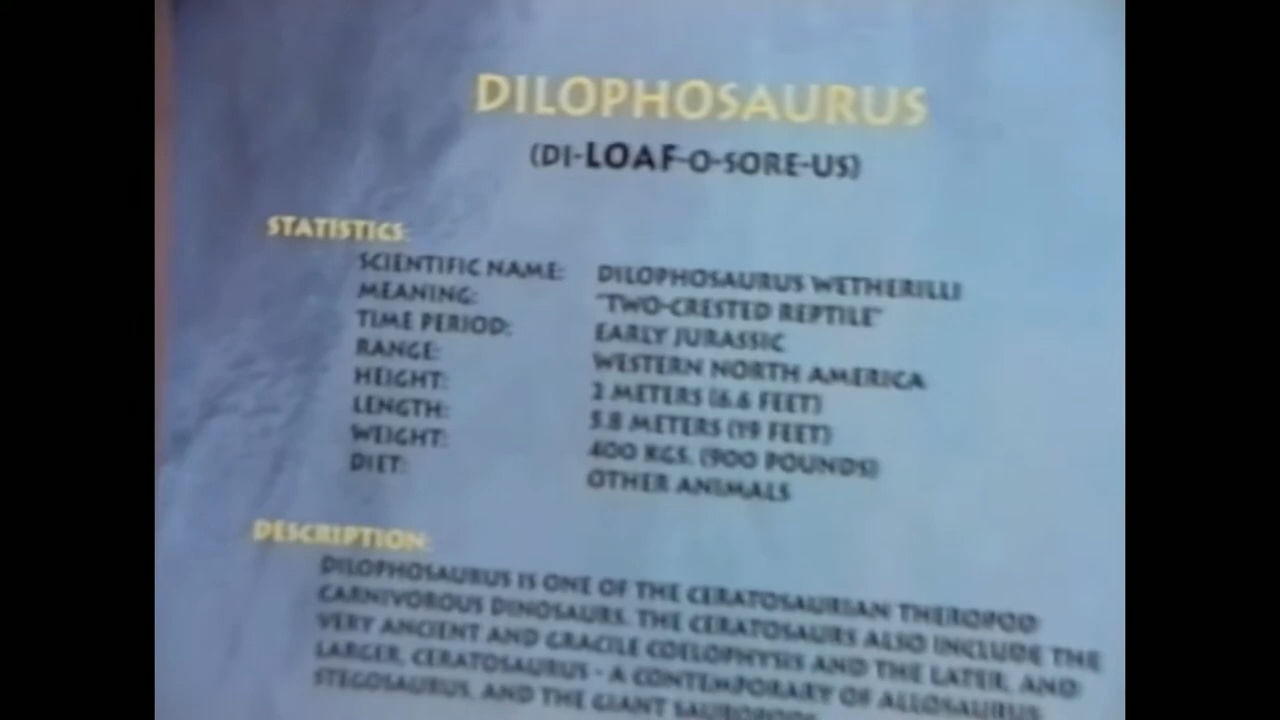 DILOPHOSAURUS
(DI-LOAF-O-SORE-US)
STATISTICS:
SCIENTIFIC NAME: DILOPHOSAURUS WETHERILLI
MEANING: "TWO-CRESTED REPTILE"
TIME PERIOD: EARLY JURASSIC
RANGE: WESTERN NORTH AMERICA
HEIGHT: 2 METERS (6.6 FEET)
LENGTH: 5.8 METERS (19 FEET)
WEIGHT: 400 KGS. (900 POUNDS)
DIET: OTHER ANIMALS
DESCRIPTION:
DILOPHOSAURUS IS ONE OF THE CERATOSAURIAN THEROPOD
CARNIVOROUS DINOSAURS. THE CERATOSAURS ALSO INCLUDE THE
VERY ANCIENT AND GRACILE COELOPHYSIS AND THE LATER, AND
LARGER, CERATOSAURUS - A CONTEMPORARY OF ALLOSAURUS,
STEGOSAURUS, AND THE GIANT SAUROPODS.